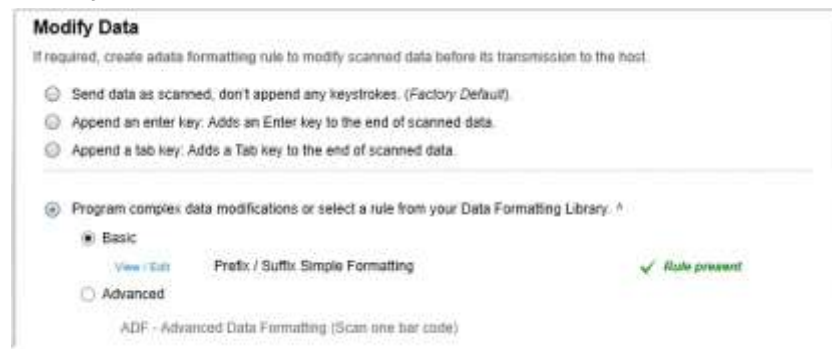 Modify Data
If required, create adata formatting rule to modify scanned data before its transmission to the host.
Send data as scanned, don't append any keystrokes. (Factory Default).
Append an enter key: Adds an Enter key to the end of scanned data.
Append a tab key: Adds a Tab key to the end of scanned data.
Program complex data modifications or select a rule from your Data Formatting Library. ^
Basic
View / Edit Prefix / Suffix Simple Formatting ✓ Rule present
Advanced
ADF - Advanced Data Formatting (Scan one bar code)